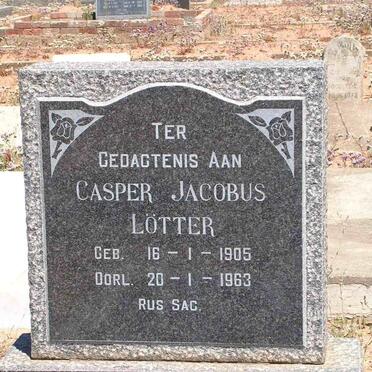 TER
GEDAGTENIS AAN
CASPER JACOBUS
LÖTTER
GEB. 16-1-1905
OORL. 20-1-1963
RUS SAG.